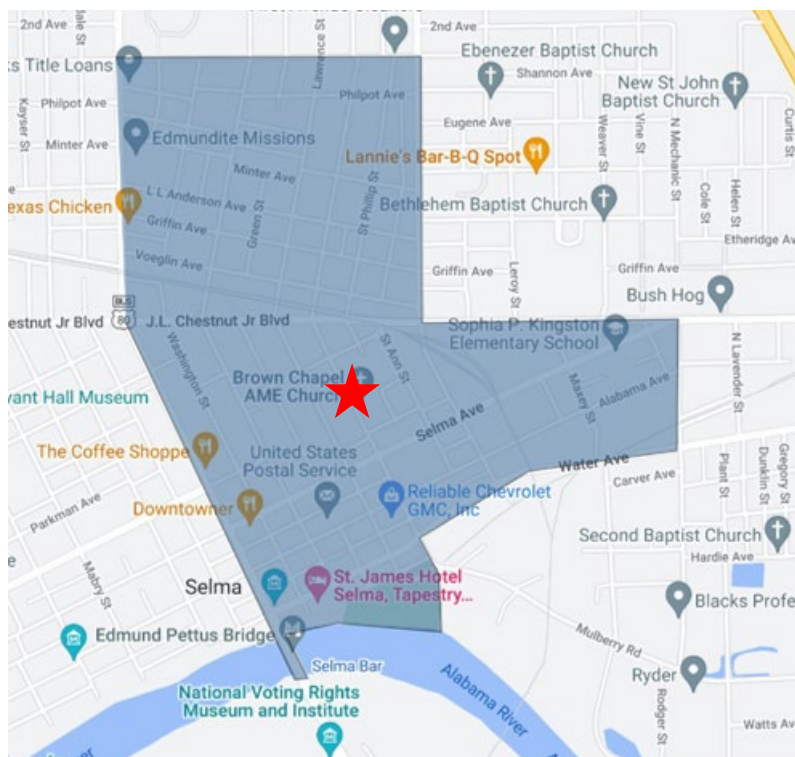 2nd Ave
2nd Ave
Lawrence St
Ebenezer Baptist Church
Shannon Ave
s Title Loans
Philpot Ave
Philpot Ave
New St John
Baptist Church
Kayser St
Minter Ave
Edmundite Missions
Eugene Ave
Weaver St
Vine St
N Mechanic St
Curtis St
Lannie's Bar-B-Q Spot
Minter Ave
L L Anderson Ave
Green St
St Phillip St
exas Chicken
Griffin Ave
Bethlehem Baptist Church
Cole St
Helen St
Etheridge Ave
Voeglin Ave
Griffin Ave
Leroy St
Griffin Ave
Bush Hog
BUS
80
estnut Jr Blvd
J.L. Chestnut Jr Blvd
Sophia P. Kingston
Elementary School
N Lavender St
Washington St
St Ann St
Brown Chapel
AME Church
Maxey St
Alabama Ave
vant Hall Museum
Selma Ave
The Coffee Shoppe
United States
Postal Service
Water Ave
Carver Ave
Plant St
Dunklin St
Gregory St
Parkman Ave
Downtowner
Reliable Chevrolet
GMC, Inc
Second Baptist Church
Hardie Ave
Mabry St
Selma
St. James Hotel
Selma, Tapestry...
Blacks Profe
Edmund Pettus Bridge
Mulberry Rd
Selma Bar
Ryder
National Voting Rights
Museum and Institute
Alabama River
Rodger St
Watts Av